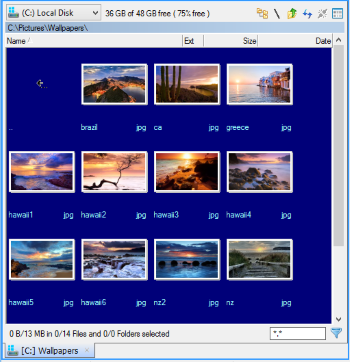 (C:) Local Disk 36 GB of 48 GB free ( 75% free )
C:\Pictures\Wallpapers\
Name Ext Size Date
..
.. brazil jpg ca jpg greece jpg
hawaii1 jpg hawaii2 jpg hawaii3 jpg hawaii4 jpg
hawaii5 jpg hawaii6 jpg nz2 jpg nz jpg
0 B/13 MB in 0/14 Files and 0/0 Folders selected *.*
[C:] Wallpapers ×